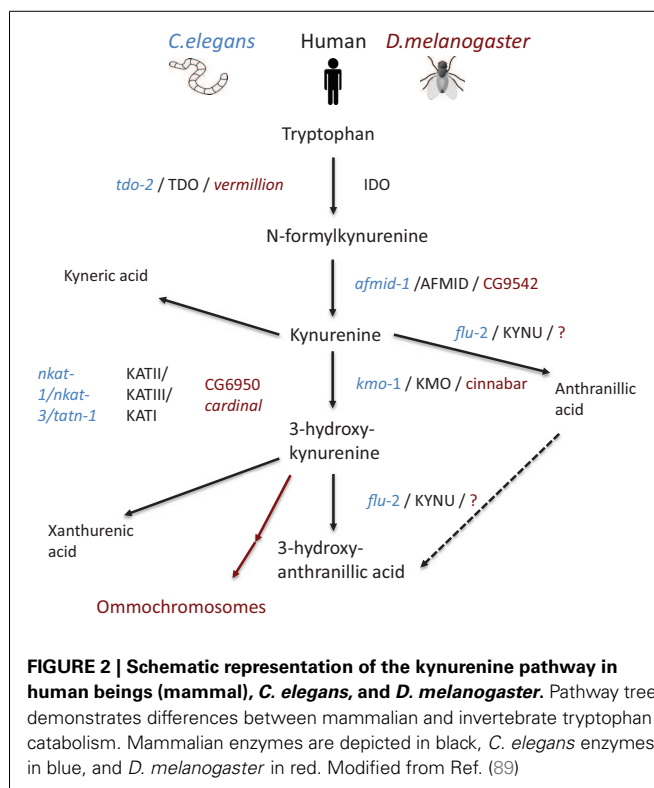 C.elegans Human D.melanogaster
Tryptophan
tdo-2 / TDO / vermillion IDO
N-formylkynurenine
Kyneric acid
afmid-1 /AFMID / CG9542
Kynurenine
flu-2 / KYNU / ?
nkat-
1/nkat-
3/tatn-1
KATII/
KATIII/
KATI
CG6950
cardinal
kmo-1 / KMO / cinnabar
Anthranillic
acid
3-hydroxy-
kynurenine
flu-2 / KYNU / ?
Xanthurenic
acid
3-hydroxy-
anthranillic acid
Ommochromosomes
FIGURE 2 | Schematic representation of the kynurenine pathway in
human beings (mammal), C. elegans, and D. melanogaster. Pathway tree
demonstrates differences between mammalian and invertebrate tryptophan
catabolism. Mammalian enzymes are depicted in black, C. elegans enzymes
in blue, and D. melanogaster in red. Modified from Ref. (89)